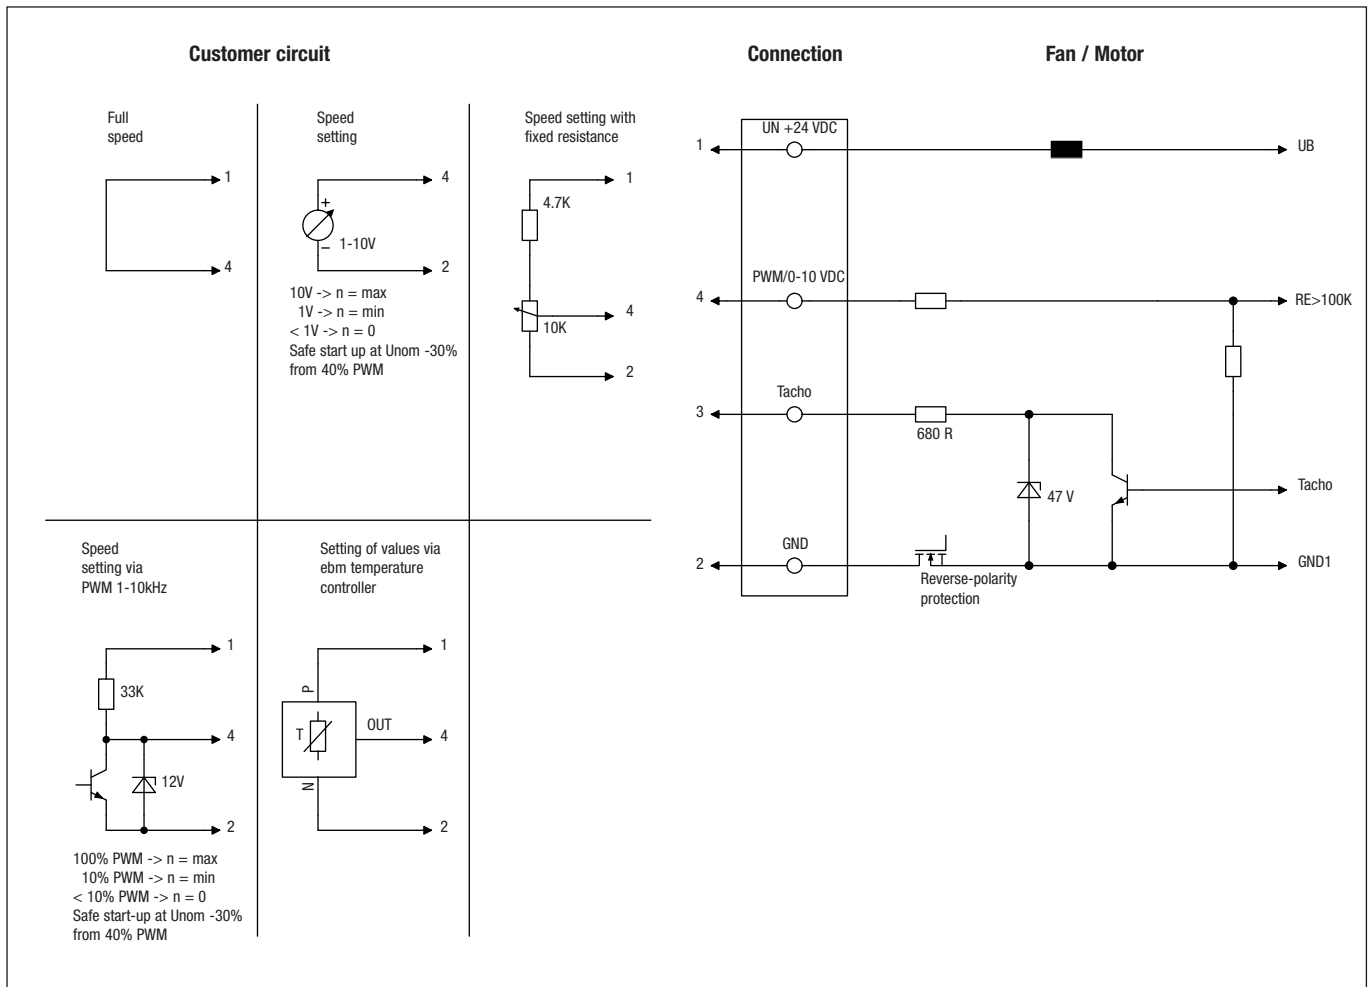 Customer circuit
Connection
Fan / Motor
Full
speed
1
4
Speed
setting
4
+
−
1-10V
2
10V -> n = max
1V -> n = min
< 1V -> n = 0
Safe start up at Unom -30%
from 40% PWM
Speed setting with
fixed resistance
1
4.7K
4
10K
2
UN +24 VDC
1
UB
PWM/0-10 VDC
4
RE>100K
Tacho
3
680 R
47 V
Tacho
GND
2
GND1
Reverse-polarity
protection
Speed
setting via
PWM 1-10kHz
1
33K
4
12V
2
100% PWM -> n = max
10% PWM -> n = min
< 10% PWM -> n = 0
Safe start-up at Unom -30%
from 40% PWM
Setting of values via
ebm temperature
controller
1
P
T
OUT
4
N
2